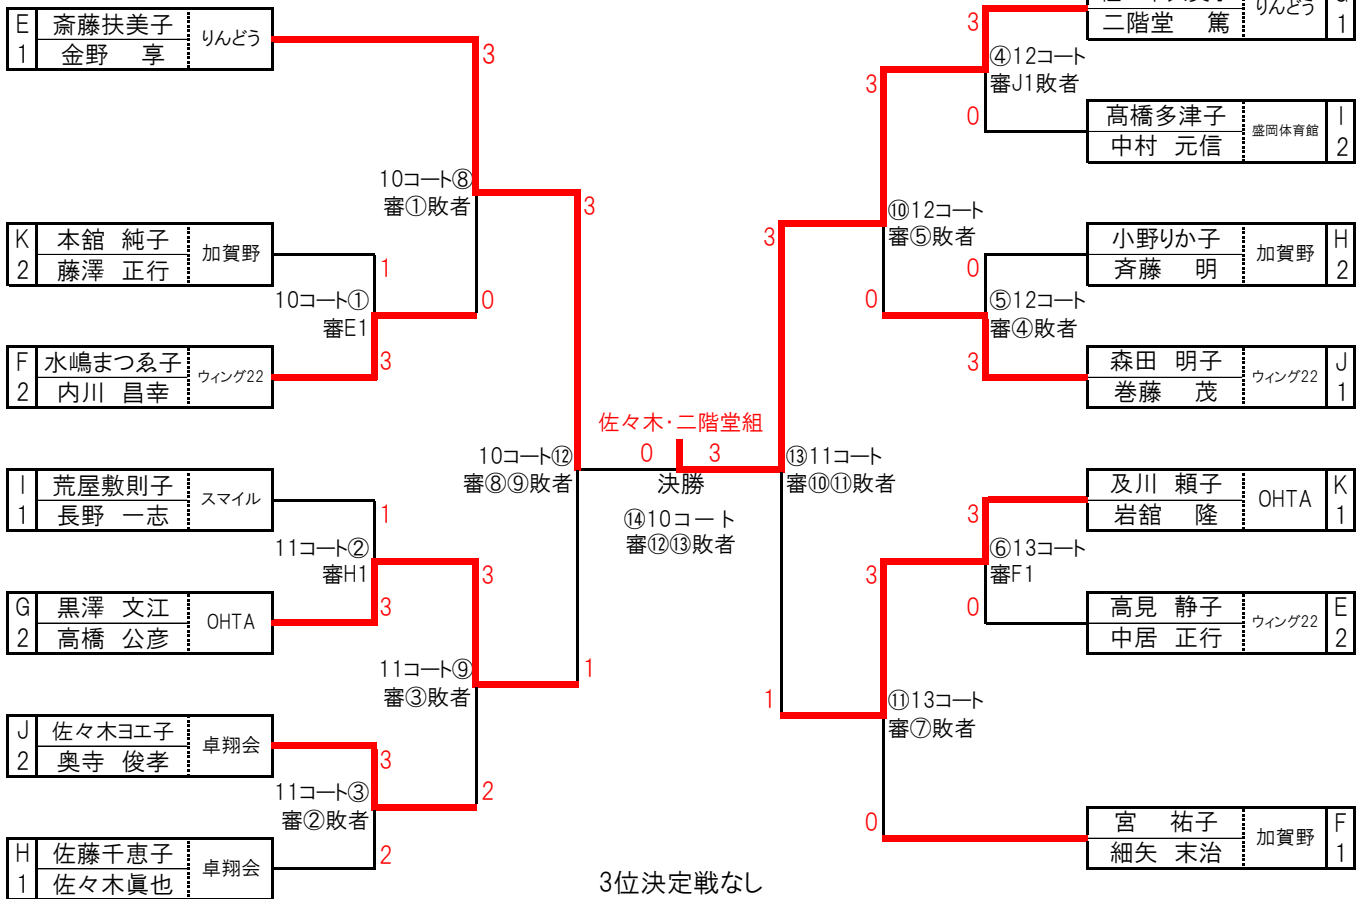 E 斎藤扶美子 りんどう
1 金野 享
3
10コート⑧
審①敗者
3
K 本舘 純子 加賀野
2 藤澤 正行
1
10コート①
審E1
0
F 水嶋まつゑ子 ウィング22
2 内川 昌幸
3
10コート⑫
審⑧⑨敗者
I 荒屋敷則子 スマイル
1 長野 一志
1
11コート②
審H1
3
G 黒澤 文江 OHTA
2 高橋 公彦
3
11コート⑨
審③敗者
1
J 佐々木ヨエ子 卓翔会
2 奥寺 俊孝
3
11コート③
審②敗者
2
H 佐藤千恵子 卓翔会
1 佐々木眞也
2
佐々木・二階堂組
0 3
決勝
⑭10コート
審⑫⑬敗者
3位決定戦なし
りんどう
二階堂 篤 1
3
④12コート
審J1敗者
3
0
髙橋多津子 盛岡体育館 I
中村 元信 2
⑩12コート
審⑤敗者
3
小野りか子 加賀野 H
斉藤 明 2
0
⑤12コート
審④敗者
0
3
森田 明子 ウィング22 J
巻藤 茂 1
⑬11コート
審⑩⑪敗者
及川 頼子 OHTA K
岩舘 隆 1
3
⑥13コート
審F1
3
0
高見 静子 ウィング22 E
中居 正行 2
1
⑪13コート
審⑦敗者
0
宮 祐子 加賀野 F
細矢 末治 1